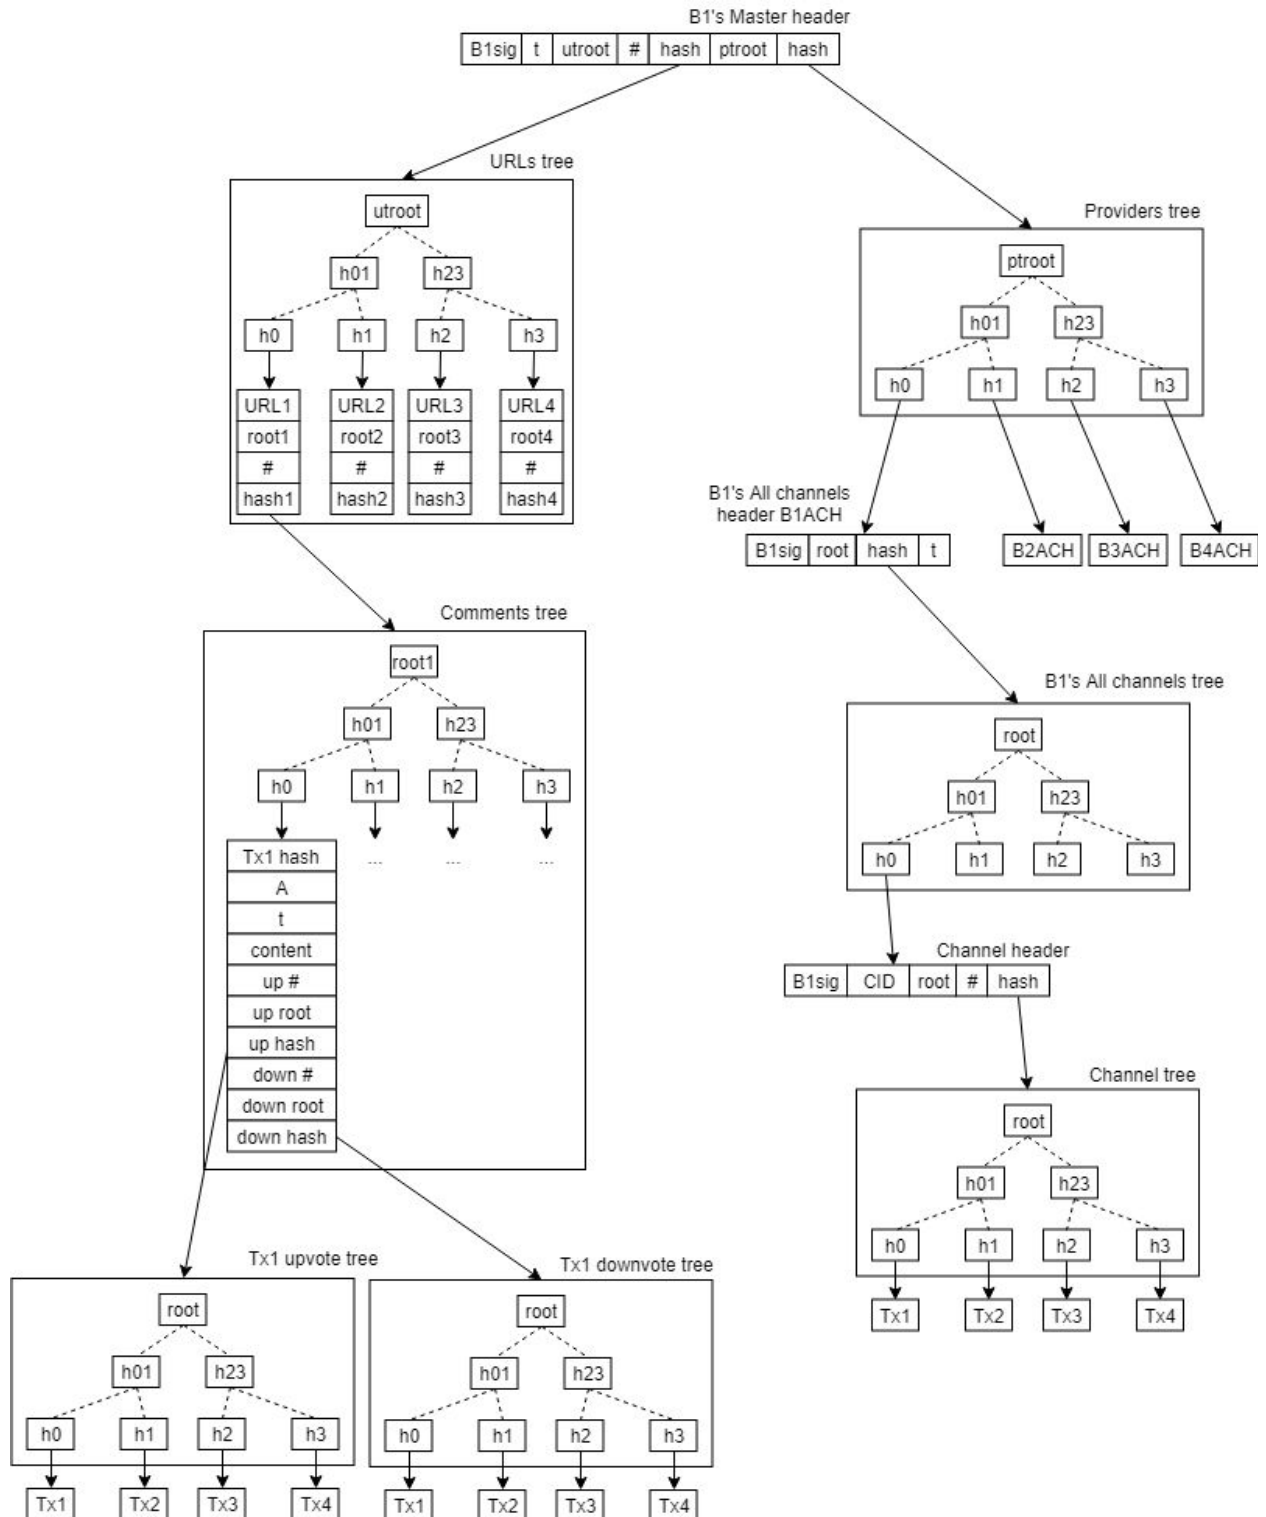 B1's Master header
B1sig t utroot # hash ptroot hash
URLs tree
utroot
h01 h23
h0 h1 h2 h3
URL1 URL2 URL3 URL4
root1 root2 root3 root4
# # # #
hash1 hash2 hash3 hash4
Providers tree
ptroot
h01 h23
h0 h1 h2 h3
B1's All channels
header B1ACH
B1sig root hash t
B2ACH B3ACH B4ACH
Comments tree
root1
h01 h23
h0 h1 h2 h3
Tx1 hash ... ... ...
A
t
content
up #
up root
up hash
down #
down root
down hash
B1's All channels tree
root
h01 h23
h0 h1 h2 h3
Channel header
B1sig CID root # hash
Channel tree
root
h01 h23
h0 h1 h2 h3
Tx1 Tx2 Tx3 Tx4
Tx1 upvote tree
root
h01 h23
h0 h1 h2 h3
Tx1 Tx2 Tx3 Tx4
Tx1 downvote tree
root
h01 h23
h0 h1 h2 h3
Tx1 Tx2 Tx3 Tx4